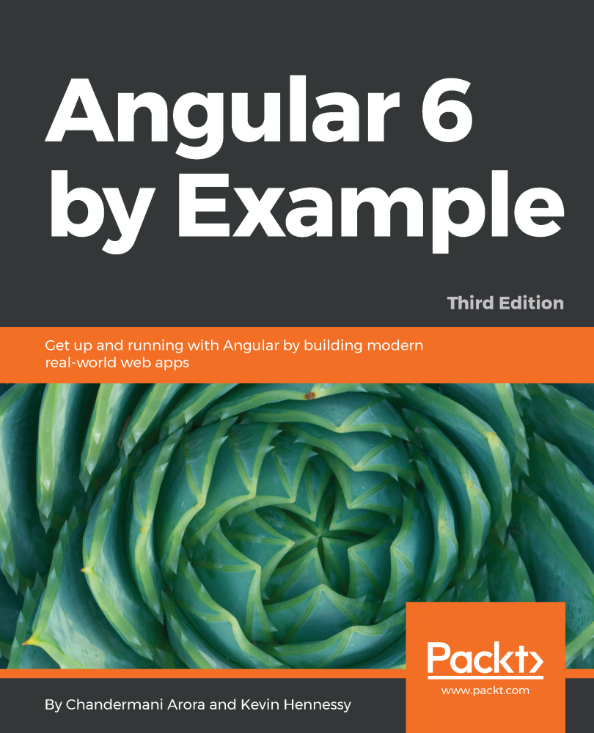 Angular 6
by Example
Third Edition
Get up and running with Angular by building modern
real-world web apps
Packt>
www.packt.com
By Chandermani Arora and Kevin Hennessy